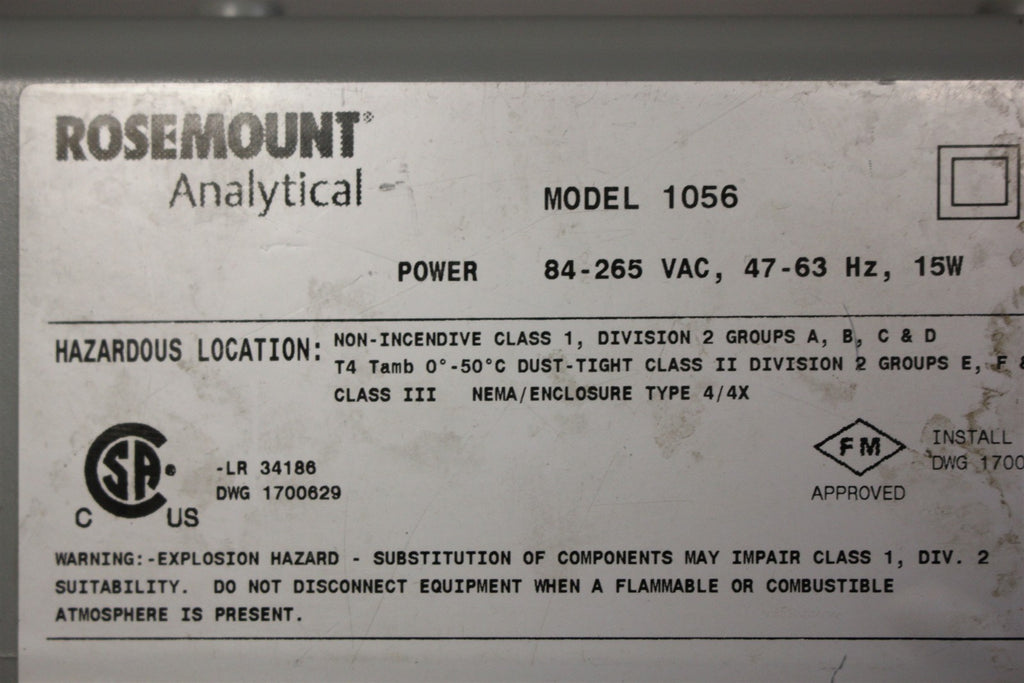 ROSEMOUNT®
Analytical
MODEL 1056
POWER 84-265 VAC, 47-63 Hz, 15W
HAZARDOUS LOCATION: NON-INCENDIVE CLASS 1, DIVISION 2 GROUPS A, B, C & D
T4 Tamb 0°-50°C DUST-TIGHT CLASS II DIVISION 2 GROUPS E, F &
CLASS III NEMA/ENCLOSURE TYPE 4/4X
SA ®
C US
-LR 34186
DWG 1700629
FM
APPROVED
INSTALL
DWG 1700
WARNING:-EXPLOSION HAZARD - SUBSTITUTION OF COMPONENTS MAY IMPAIR CLASS 1, DIV. 2
SUITABILITY. DO NOT DISCONNECT EQUIPMENT WHEN A FLAMMABLE OR COMBUSTIBLE
ATMOSPHERE IS PRESENT.